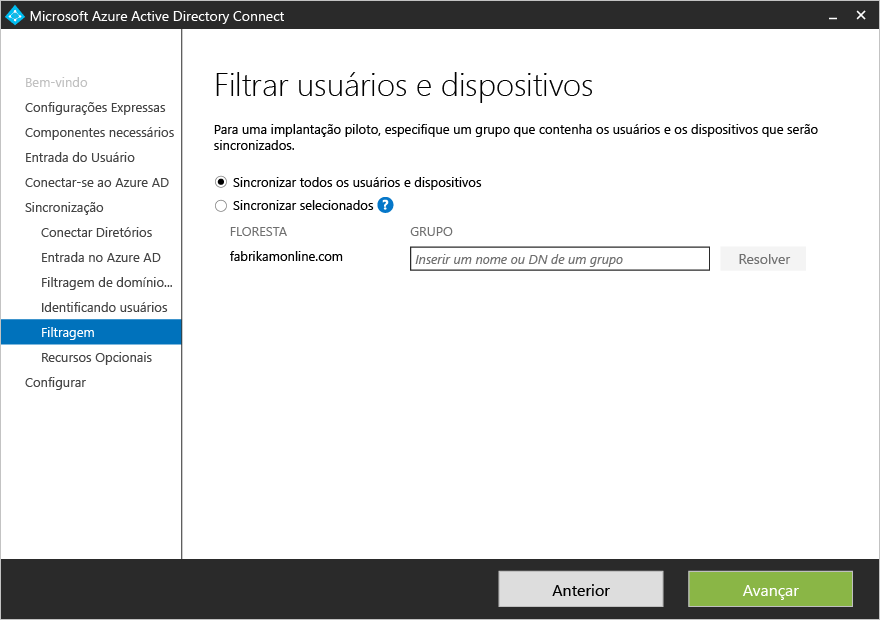 Microsoft Azure Active Directory Connect
Bem-vindo
Configurações Expressas
Componentes necessários
Entrada do Usuário
Conectar-se ao Azure AD
Sincronização
Conectar Diretórios
Entrada no Azure AD
Filtragem de domínio...
Identificando usuários
Filtragem
Recursos Opcionais
Configurar
Filtrar usuários e dispositivos
Para uma implantação piloto, especifique um grupo que contenha os usuários e os dispositivos que serão
sincronizados.
Sincronizar todos os usuários e dispositivos
Sincronizar selecionados ?
FLORESTA GRUPO
fabrikamonline.com Inserir um nome ou DN de um grupo Resolver
Anterior Avançar